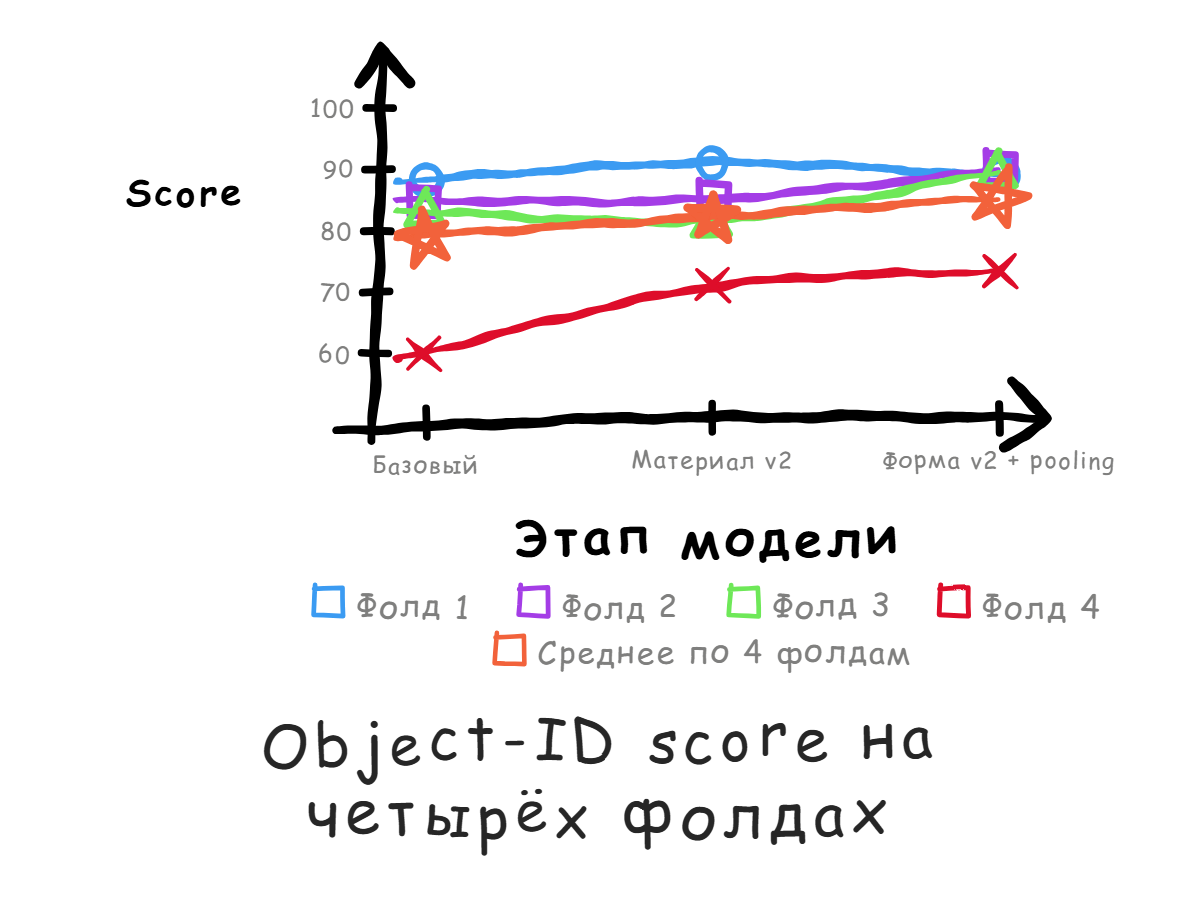 100
90
Score
80
70
60
Базовый
Материал v2
Форма v2 + pooling
Этап модели
Фолд 1
Фолд 2
Фолд 3
Фолд 4
Среднее по 4 фолдам
Object-ID score на
четырёх фолдах